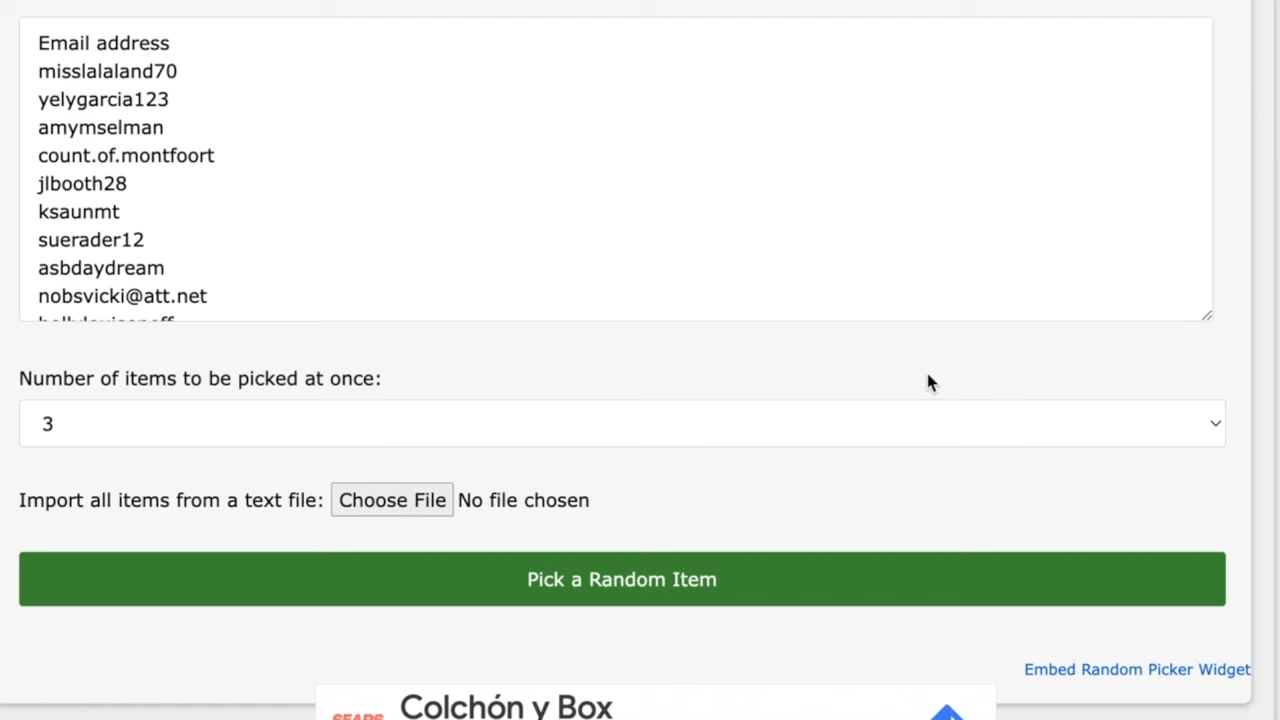 Email address
misslalaland70
yelygarcia123
amymselman
count.of.montfoort
jlbooth28
ksaunmt
suerader12
asbdaydream
nobsvicki@att.net
Number of items to be picked at once:
3
Import all items from a text file: Choose File No file chosen
Pick a Random Item
Embed Random Picker Widget
SEARS Colchón y Box